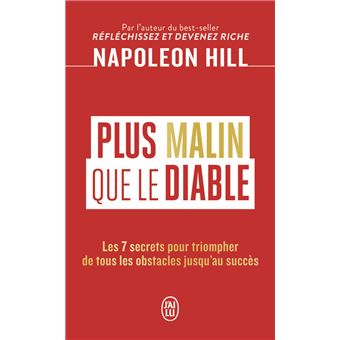 Par l'auteur du best-seller
RÉFLÉCHISSEZ ET DEVENEZ RICHE
NAPOLEON HILL
PLUS MALIN
QUE LE DIABLE
Les 7 secrets pour triompher
de tous les obstacles jusqu'au succès
J'AI
LU